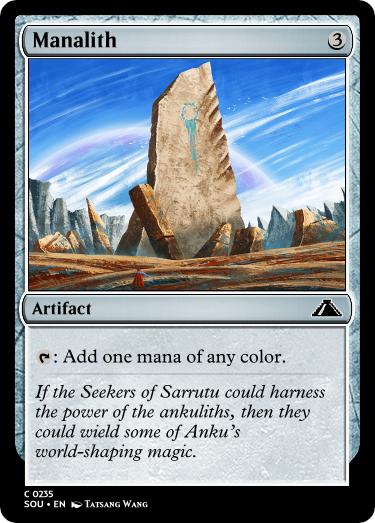 Manalith 3
Artifact
: Add one mana of any color.
If the Seekers of Sarrutu could harness
the power of the ankuliths, then they
could wield some of Anku's
world-shaping magic.
C 0235
SOU • EN Tatsang Wang